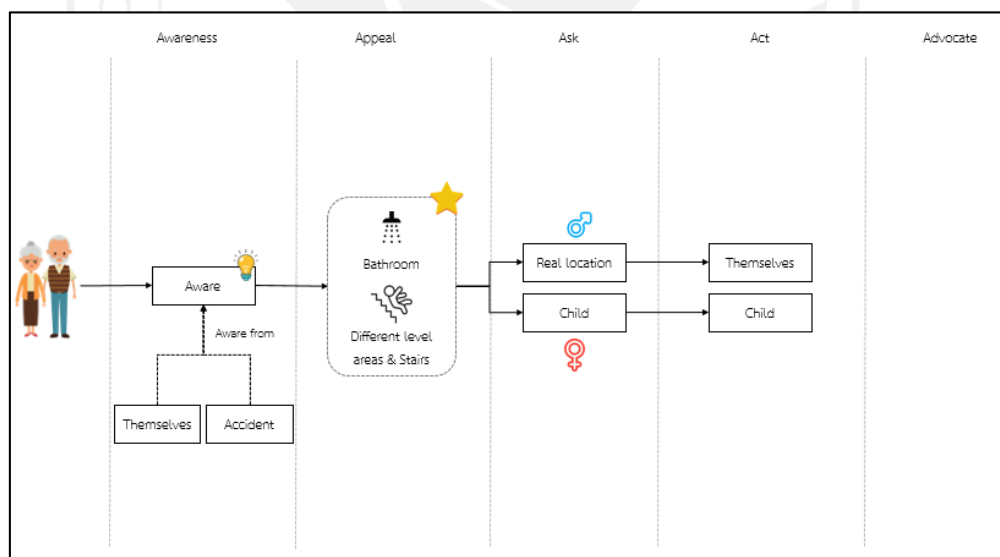 Awareness
Appeal
Ask
Act
Advocate
Aware
Aware from
Themselves
Accident
Bathroom
Different level
areas & Stairs
Real location
Child
Themselves
Child